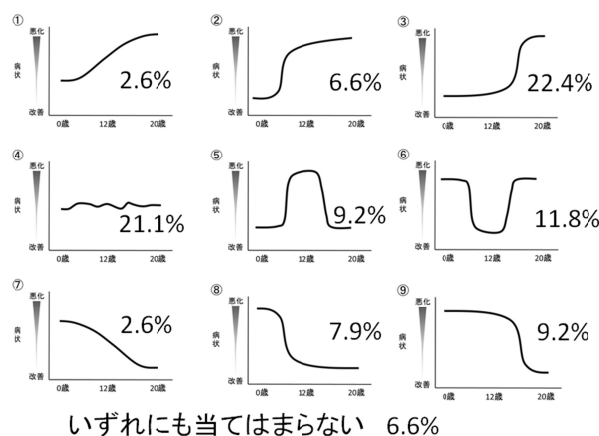 ① 悪化 病状 改善 0歳 12歳 20歳 2.6%
② 悪化 病状 改善 0歳 12歳 20歳 6.6%
③ 悪化 病状 改善 0歳 12歳 20歳 22.4%
④ 悪化 病状 改善 0歳 12歳 20歳 21.1%
⑤ 悪化 病状 改善 0歳 12歳 20歳 9.2%
⑥ 悪化 病状 改善 0歳 12歳 20歳 11.8%
⑦ 悪化 病状 改善 0歳 12歳 20歳 2.6%
⑧ 悪化 病状 改善 0歳 12歳 20歳 7.9%
⑨ 悪化 病状 改善 0歳 12歳 20歳 9.2%
いずれにも当てはまらない 6.6%